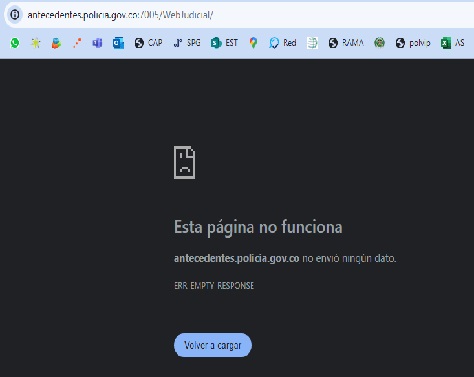 antecedentes.policia.gov.co:7005/WebJudicial/
CAP SPG EST Red RAMA polvip AS
Esta página no funciona
antecedentes.policia.gov.co no envió ningún dato.
ERR_EMPTY_RESPONSE
Volver a cargar